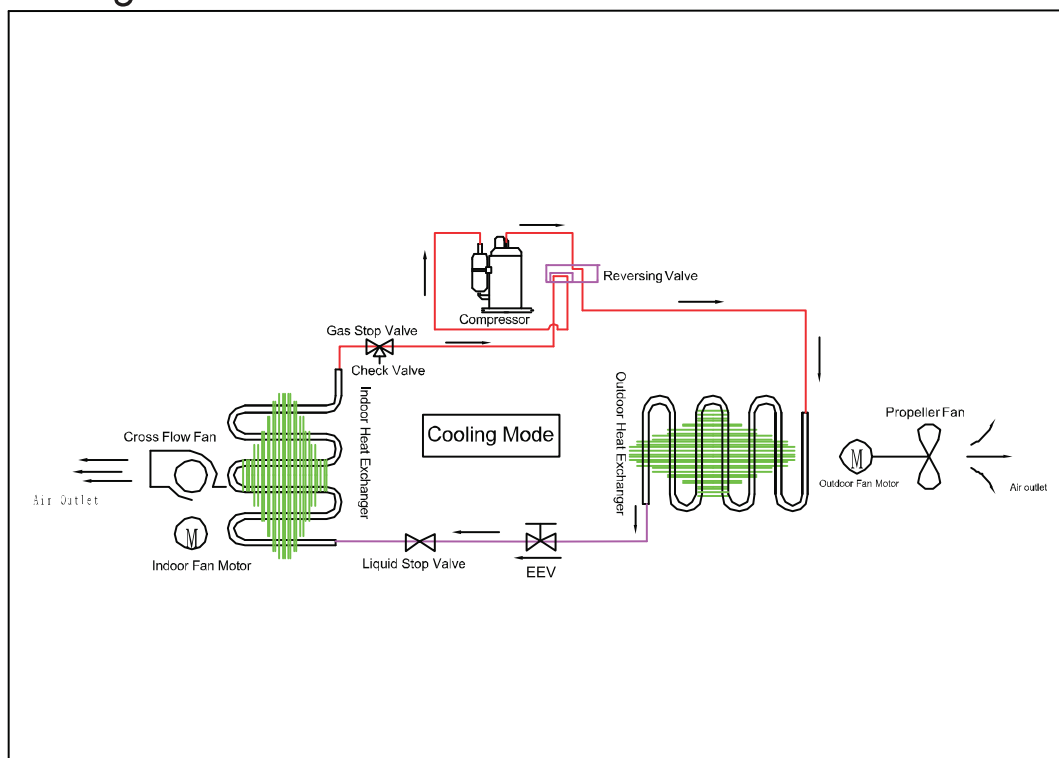 Reversing Valve
Compressor
Gas Stop Valve
Check Valve
Indoor Heat Exchanger
Outdoor Heat Exchanger
Cooling Mode
Propeller Fan
Cross Flow Fan
M
Outdoor Fan Motor
Air outlet
Air Outlet
M
Indoor Fan Motor
Liquid Stop Valve
EEV